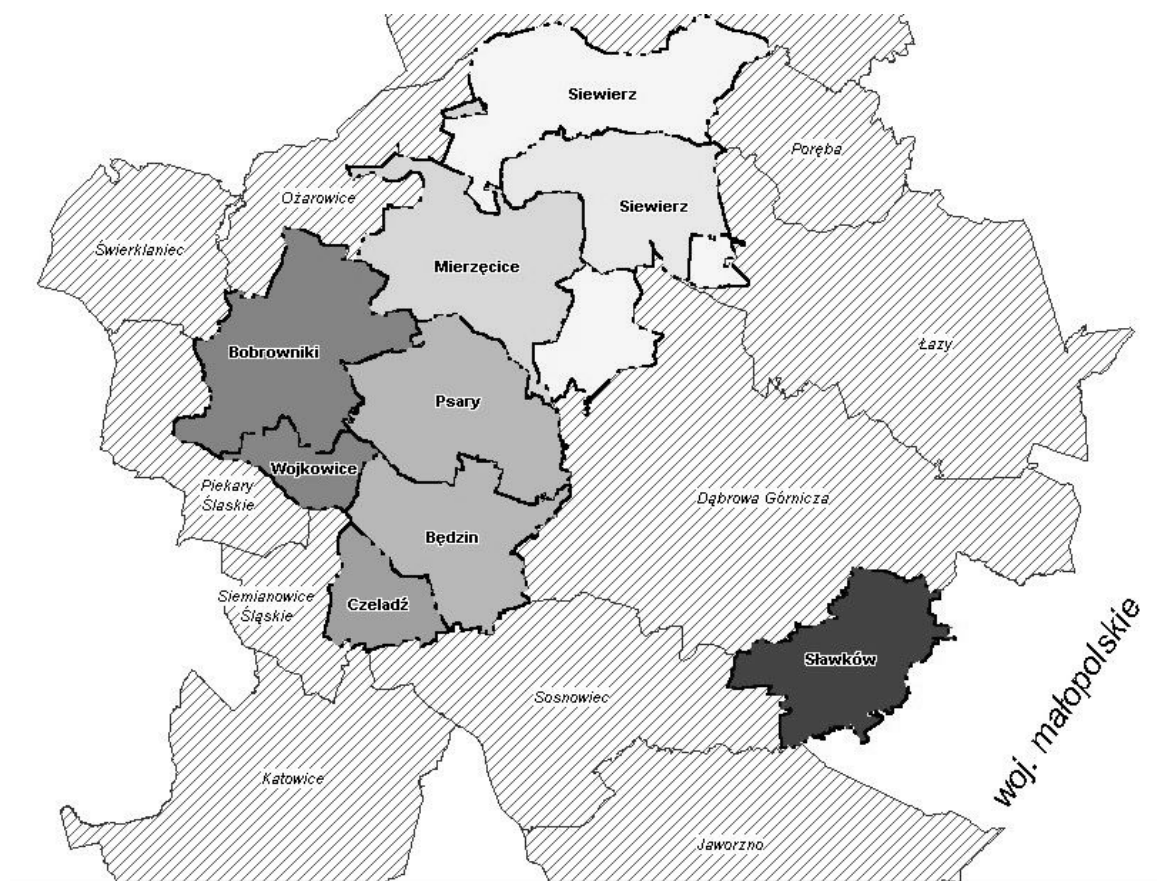 Siewierz
Poręba
Ożarowice
Siewierz
Świerklaniec
Mierzęcice
Łazy
Bobrowniki
Psary
Wojkowice
Piekary
Śląskie
Dąbrowa Górnicza
Będzin
Siemianowice
Śląskie
Czeladź
Sławków
woj. małopolskie
Sosnowiec
Katowice
Jaworzno